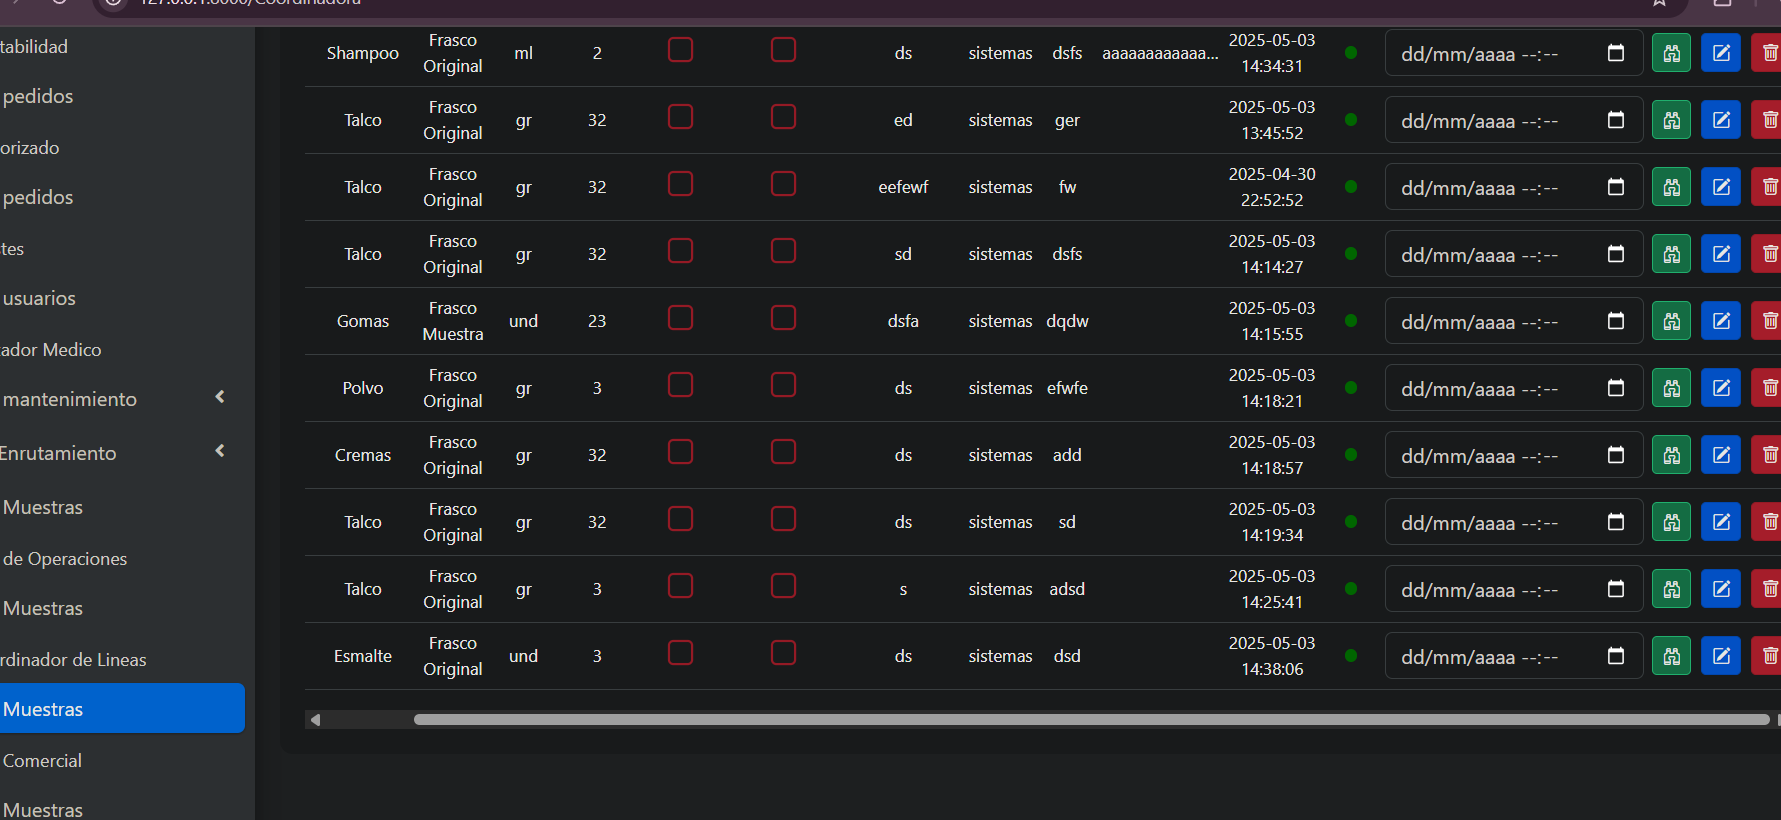 127.0.0.1:8000/Coordinadora
tabilidad
pedidos
orizado
pedidos
tes
usuarios
ador Medico
mantenimiento
Enrutamiento
Muestras
de Operaciones
Muestras
rdinador de Lineas
Muestras
Comercial
Muestras
Shampoo Frasco Original ml 2 ds sistemas dsfs aaaaaaaaaaaa... 2025-05-03 14:34:31 dd/mm/aaaa --:--
Talco Frasco Original gr 32 ed sistemas ger 2025-05-03 13:45:52 dd/mm/aaaa --:--
Talco Frasco Original gr 32 eefewf sistemas fw 2025-04-30 22:52:52 dd/mm/aaaa --:--
Talco Frasco Original gr 32 sd sistemas dsfs 2025-05-03 14:14:27 dd/mm/aaaa --:--
Gomas Frasco Muestra und 23 dsfa sistemas dqdw 2025-05-03 14:15:55 dd/mm/aaaa --:--
Polvo Frasco Original gr 3 ds sistemas efwfe 2025-05-03 14:18:21 dd/mm/aaaa --:--
Cremas Frasco Original gr 32 ds sistemas add 2025-05-03 14:18:57 dd/mm/aaaa --:--
Talco Frasco Original gr 32 ds sistemas sd 2025-05-03 14:19:34 dd/mm/aaaa --:--
Talco Frasco Original gr 3 s sistemas adsd 2025-05-03 14:25:41 dd/mm/aaaa --:--
Esmalte Frasco Original und 3 ds sistemas dsd 2025-05-03 14:38:06 dd/mm/aaaa --:--